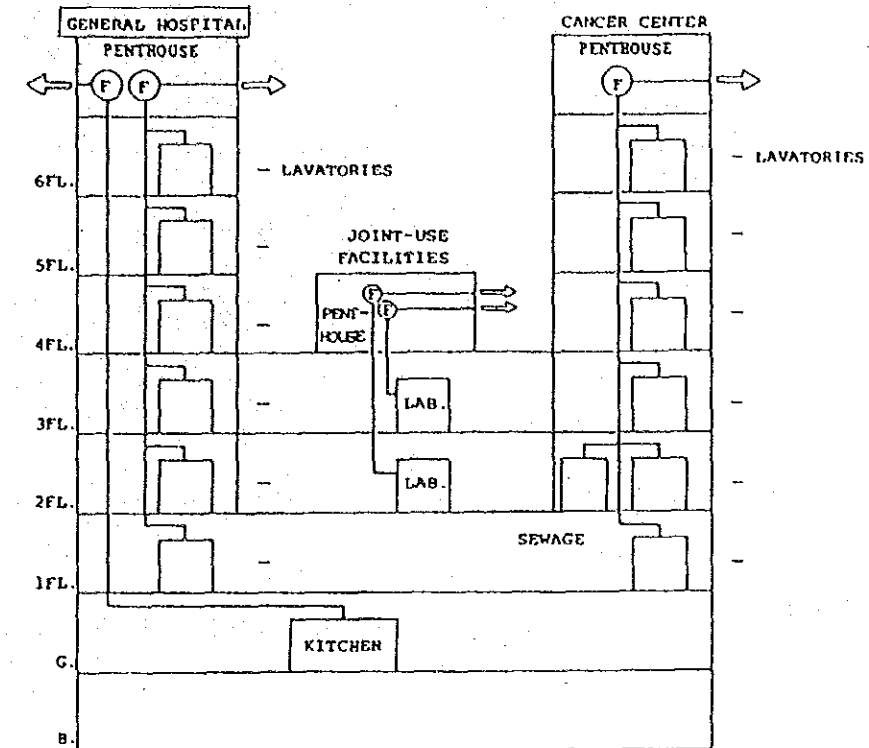 GENERAL HOSPITAL
PENTHOUSE
F F
CANCER CENTER
PENTHOUSE
F
6FL.
- LAVATORIES
- LAVATORIES
5FL.
-
-
JOINT-USE
FACILITIES
F
F
PENT-
HOUSE
4FL.
-
-
3FL.
-
LAB.
-
2FL.
-
LAB.
-
SEWAGE
1FL.
-
-
KITCHEN
G.
B.